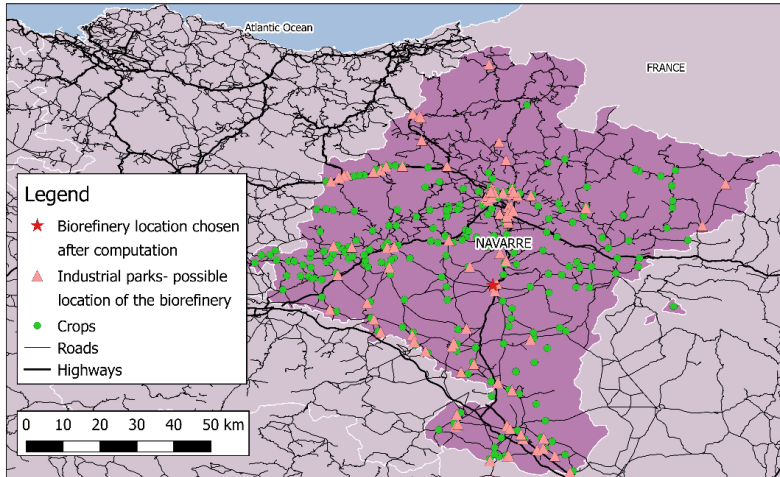 Atlantic Ocean
FRANCE
NAVARRE
Legend
Biorefinery location chosen
after computation
Industrial parks- possible
location of the biorefinery
Crops
Roads
Highways
0 10 20 30 40 50 km